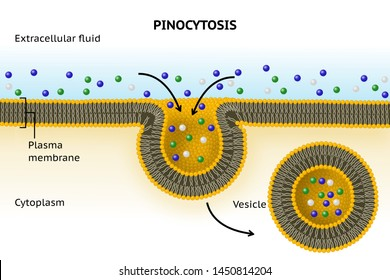 PINOCYTOSIS
Extracellular fluid
Plasma
membrane
Cytoplasm
Vesicle
shutterstock.com • 1450814204